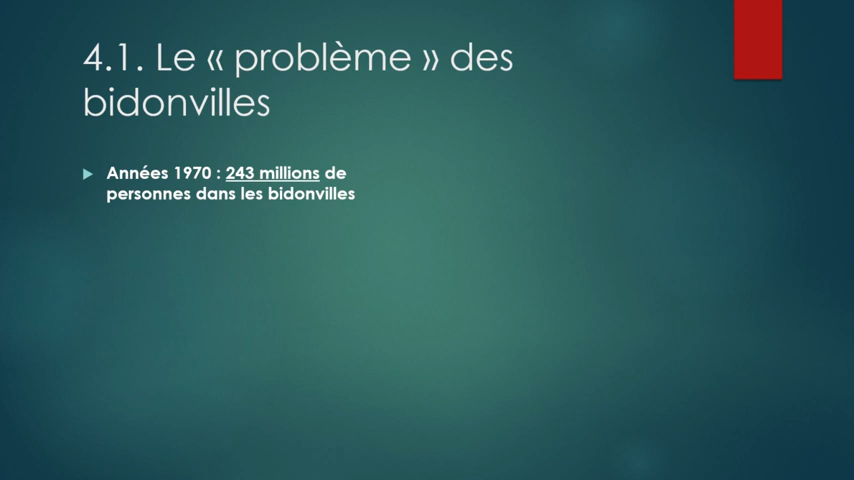 4.1. Le « problème » des
bidonvilles
Années 1970 : 243 millions de
personnes dans les bidonvilles